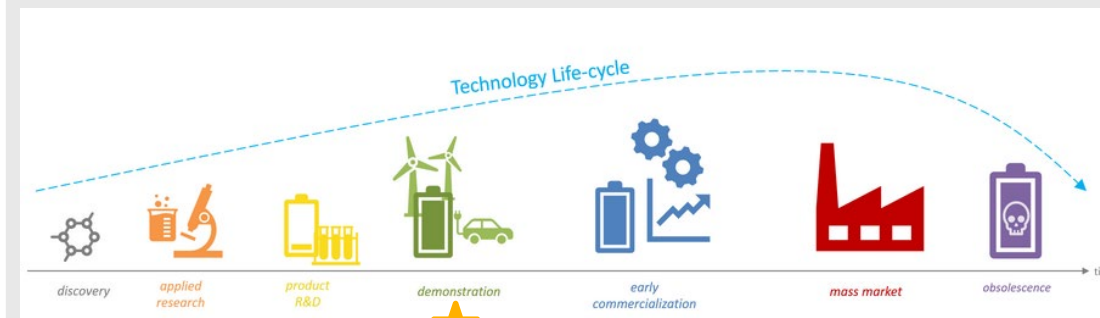 Technology Life-cycle
discovery
applied
research
product
R&D
demonstration
early
commercialization
mass market
obsolescence